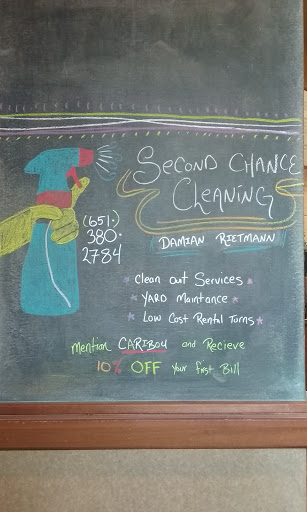 SECOND CHANCE
CLEANING
DAMIAN RIETMANN
(651)
380·
2784
Clean out Services
YARD Maintance
Low Cost Rental Turns
mention CARIBOU and Recieve
10% OFF Your first Bill